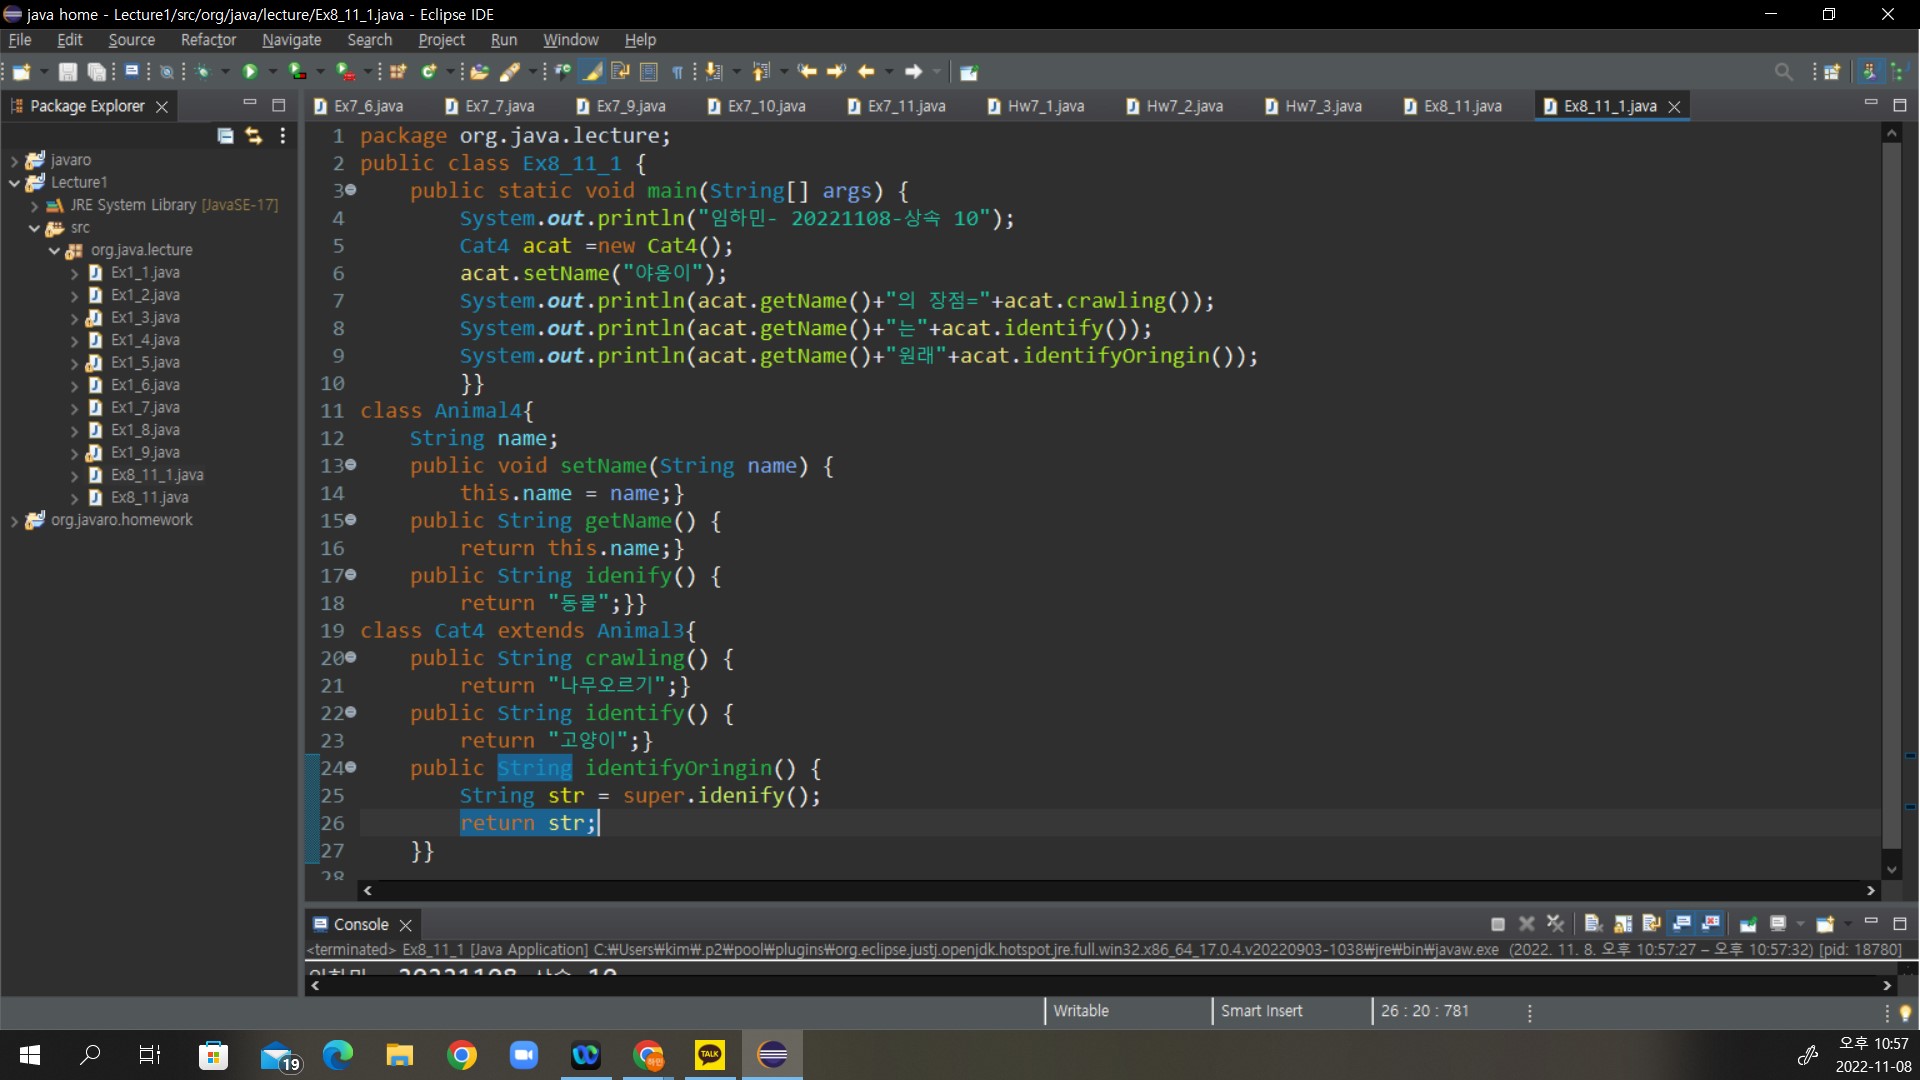 java home - Lecture1/src/org/java/lecture/Ex8_11_1.java - Eclipse IDE
File Edit Source Refactor Navigate Search Project Run Window Help
Package Explorer
Ex7_6.java Ex7_7.java Ex7_9.java Ex7_10.java Ex7_11.java Hw7_1.java Hw7_2.java Hw7_3.java Ex8_11.java Ex8_11_1.java
javaro
Lecture1
JRE System Library [JavaSE-17]
src
org.java.lecture
Ex1_1.java
Ex1_2.java
Ex1_3.java
Ex1_4.java
Ex1_5.java
Ex1_6.java
Ex1_7.java
Ex1_8.java
Ex1_9.java
Ex8_11_1.java
Ex8_11.java
org.javaro.homework
1 package org.java.lecture;
2 public class Ex8_11_1 {
3 public static void main(String[] args) {
4 System.out.println("임하민- 20221108-상속 10");
5 Cat4 acat =new Cat4();
6 acat.setName("야옹이");
7 System.out.println(acat.getName()+"의 장점="+acat.crawling());
8 System.out.println(acat.getName()+"는"+acat.identify());
9 System.out.println(acat.getName()+"원래"+acat.identifyOringin());
10 }}
11 class Animal4{
12 String name;
13 public void setName(String name) {
14 this.name = name;}
15 public String getName() {
16 return this.name;}
17 public String idenify() {
18 return "동물";}}
19 class Cat4 extends Animal3{
20 public String crawling() {
21 return "나무오르기";}
22 public String identify() {
23 return "고양이";}
24 public String identifyOringin() {
25 String str = super.idenify();
26 return str;
27 }}
28
Console
<terminated> Ex8_11_1 [Java Application] C:₩Users₩kim₩.p2₩pool₩plugins₩org.eclipse.justj.openjdk.hotspot.jre.full.win32.x86_64_17.0.4.v20220903-1038₩jre₩bin₩javaw.exe (2022. 11. 8. 오후 10:57:27 – 오후 10:57:32) [pid: 18780]
임하민- 20221108-상속 10
Writable Smart Insert 26 : 20 : 781
19
TALK
오후 10:57
2022-11-08